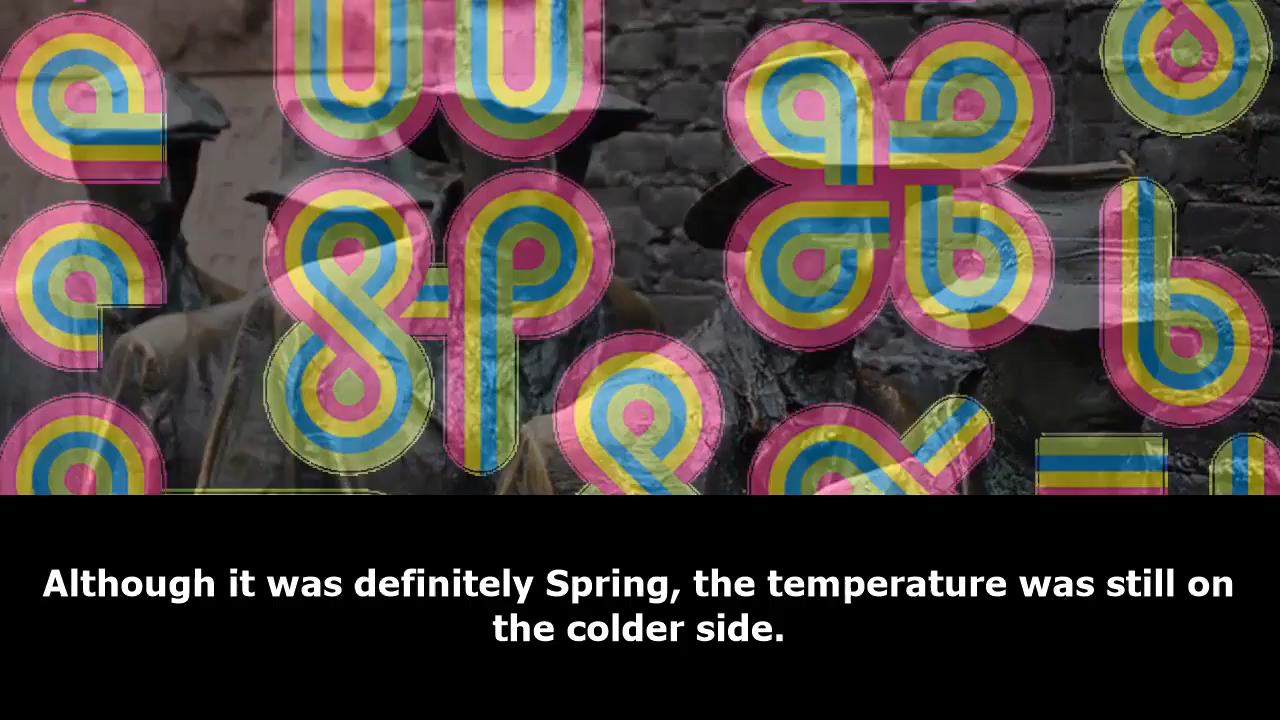 Although it was definitely Spring, the temperature was still on
the colder side.